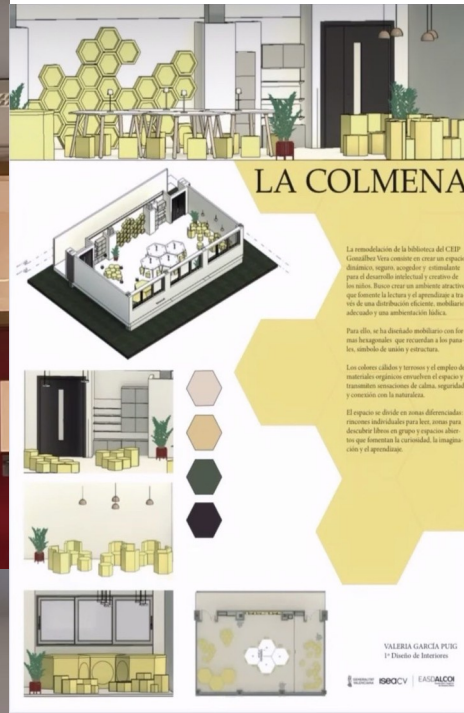 LA COLMENA
La remodelación de la biblioteca del CEIP
Gonzálbez Vera consiste en crear un espacio
dinámico, seguro, acogedor y estimulante
para el desarrollo intelectual y creativo de
los niños. Busco crear un ambiente atractivo
que fomente la lectura y el aprendizaje a tra
vés de una distribución eficiente, mobiliario
adecuado y una ambientación lúdica.
Para ello, se ha diseñado mobiliario con for
mas hexagonales que recuerdan a los pana
les, símbolo de unión y estructura.
Los colores cálidos y terrosos y el empleo de
materiales orgánicos envuelven el espacio y
transmiten sensaciones de calma, seguridad
y conexión con la naturaleza.
El espacio se divide en zonas diferenciadas:
rincones individuales para leer, zonas para
descubrir libros en grupo y espacios abier
tos que fomentan la curiosidad, la imagina
ción y el aprendizaje.
VALERIA GARCÍA PUIG
1º Diseño de Interiores
GENERALITAT
VALENCIANA
iseaCV
EASDALCOI